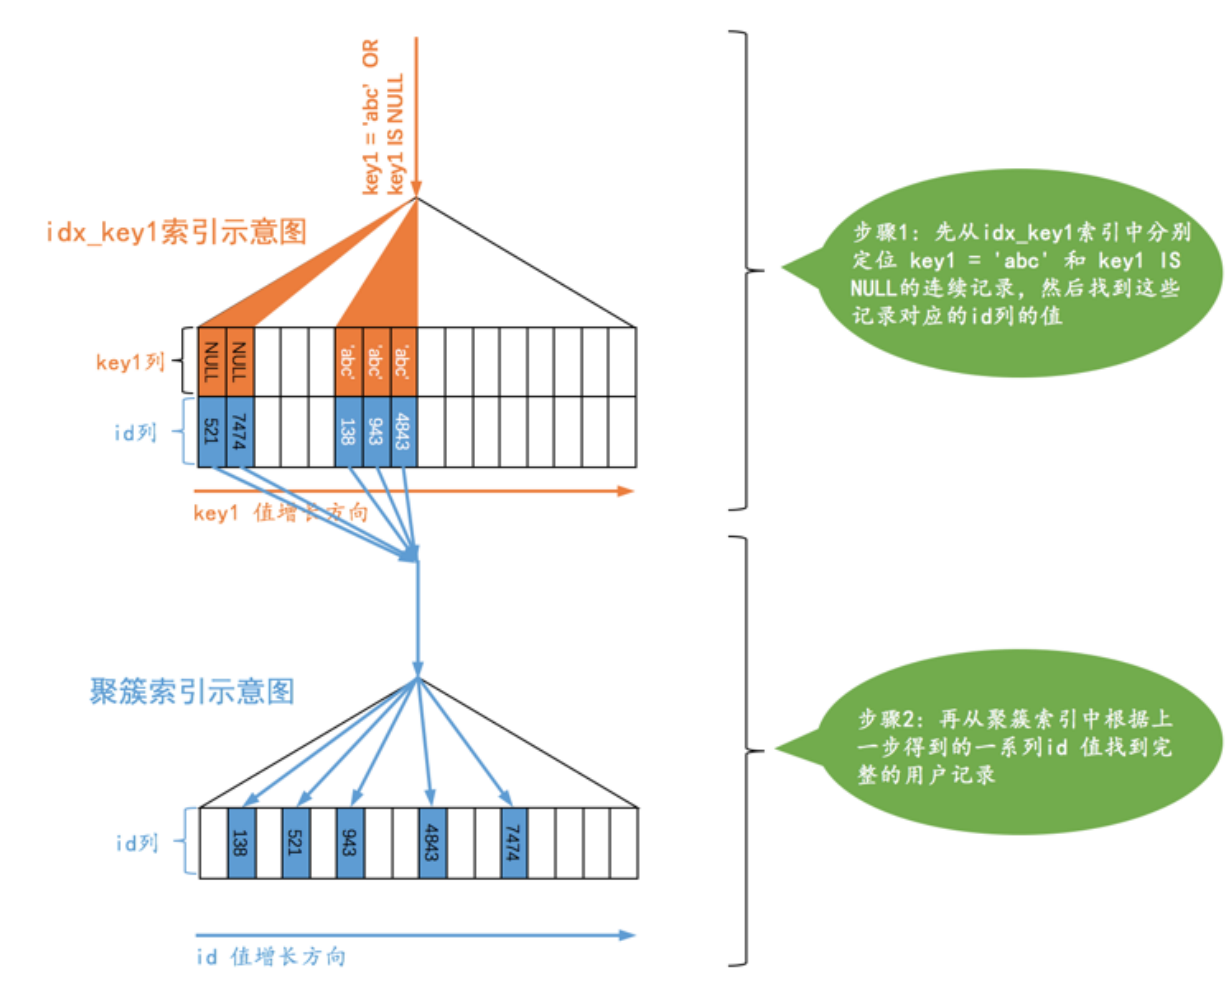 key1 = 'abc' OR
key1 IS NULL
idx_key1索引示意图
步骤1: 先从idx_key1索引中分别
定位 key1 = 'abc' 和 key1 IS
NULL的连续记录, 然后找到这些
记录对应的id列的值
key1列
NULL
NULL
'abc'
'abc'
'abc'
id列
521
7474
138
943
4843
key1 值增长方向
聚簇索引示意图
步骤2: 再从聚簇索引中根据上
一步得到的一系列id 值找到完
整的用户记录
id列
138
521
943
4843
7474
id 值增长方向